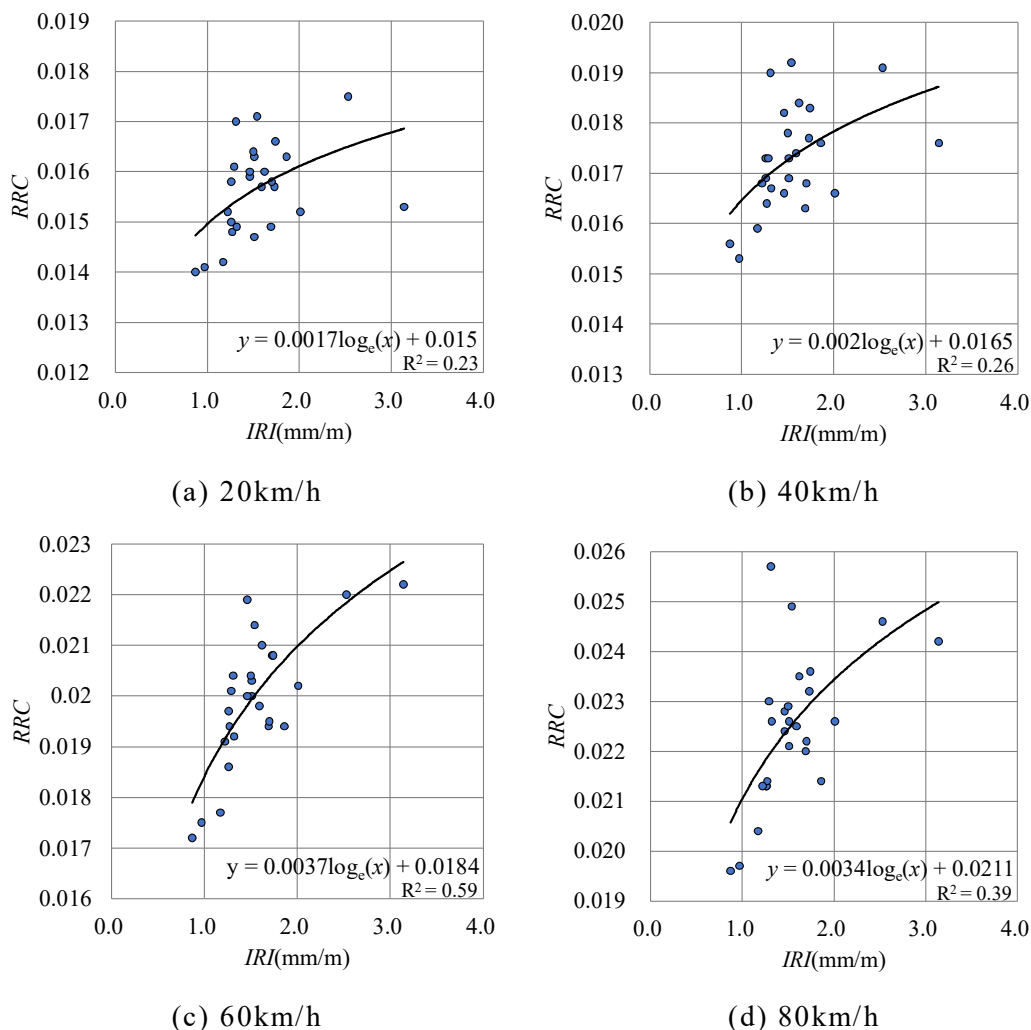 0.019
0.018
0.017
0.016
0.015
0.014
0.013
0.012
RRC
y = 0.0017logₑ(x) + 0.015
R² = 0.23
0.0 1.0 2.0 3.0 4.0
IRI(mm/m)
(a) 20km/h
0.020
0.019
0.018
0.017
0.016
0.015
0.014
0.013
RRC
y = 0.002logₑ(x) + 0.0165
R² = 0.26
0.0 1.0 2.0 3.0 4.0
IRI(mm/m)
(b) 40km/h
0.023
0.022
0.021
0.02
0.019
0.018
0.017
0.016
RRC
y = 0.0037logₑ(x) + 0.0184
R² = 0.59
0.0 1.0 2.0 3.0 4.0
IRI(mm/m)
(c) 60km/h
0.026
0.025
0.024
0.023
0.022
0.021
0.020
0.019
RRC
y = 0.0034logₑ(x) + 0.0211
R² = 0.39
0.0 1.0 2.0 3.0 4.0
IRI(mm/m)
(d) 80km/h